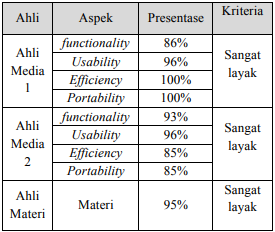 Ahli Aspek Presentase Kriteria
Ahli Media 1 functionality 86% Sangat layak
Usability 96%
Efficiency 100%
Portability 100%
Ahli Media 2 functionality 93% Sangat layak
Usability 96%
Efficiency 85%
Portability 85%
Ahli Materi Materi 95% Sangat layak